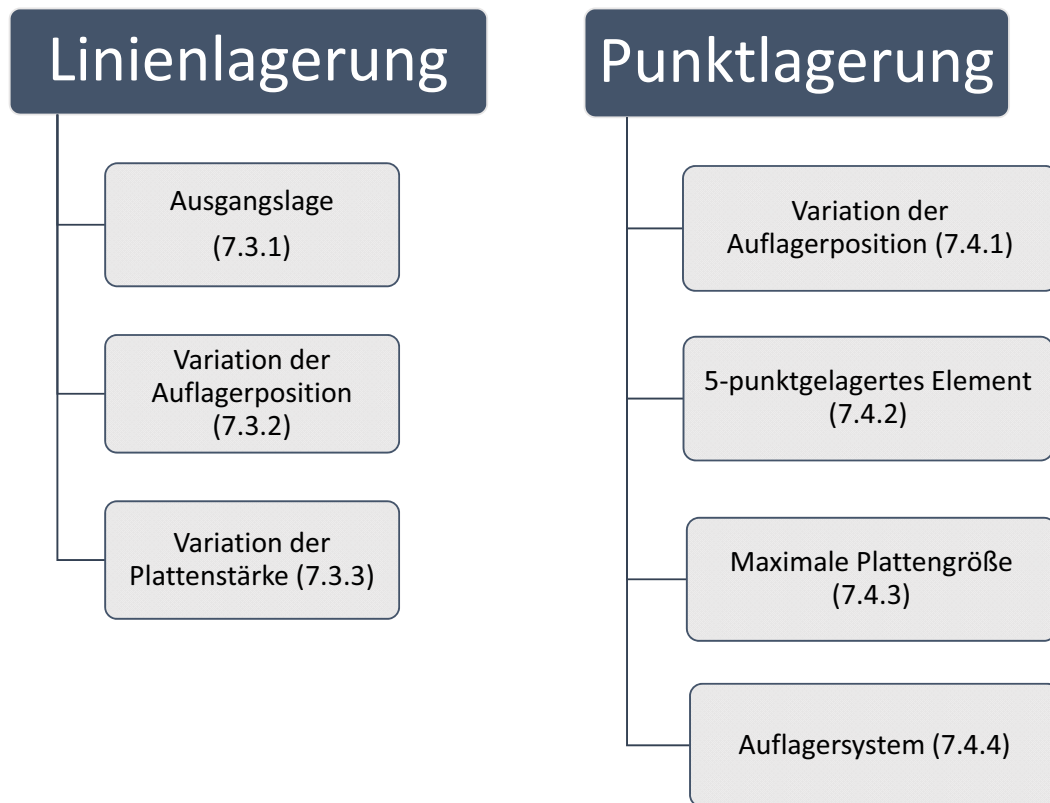 Linienlagerung
Ausgangslage
(7.3.1)
Variation der
Auflagerposition
(7.3.2)
Variation der
Plattenstärke (7.3.3)
Punktlagerung
Variation der
Auflagerposition (7.4.1)
5-punktgelagertes Element
(7.4.2)
Maximale Plattengröße
(7.4.3)
Auflagersystem (7.4.4)